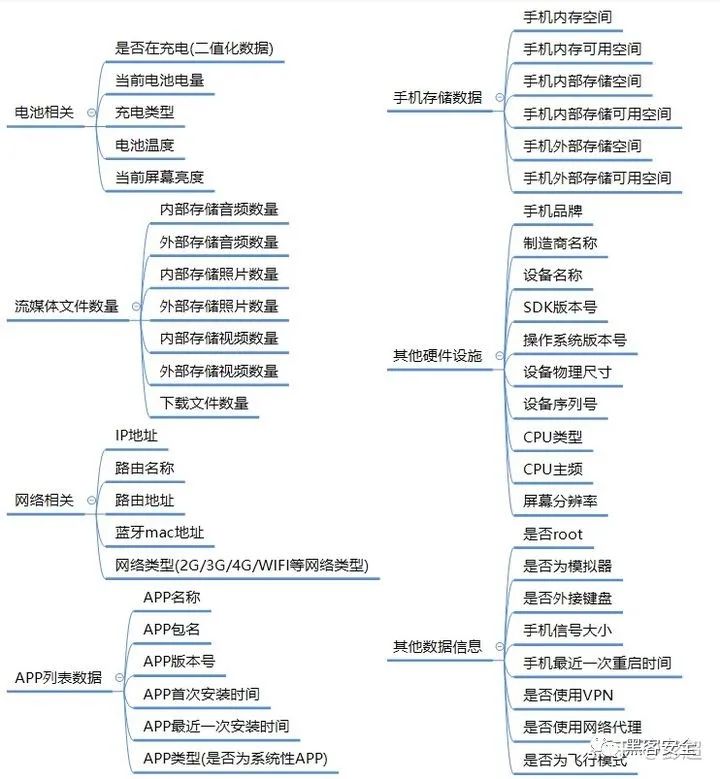 电池相关
是否在充电(二值化数据)
当前电池电量
充电类型
电池温度
当前屏幕亮度
流媒体文件数量
内部存储音频数量
外部存储音频数量
内部存储照片数量
外部存储照片数量
内部存储视频数量
外部存储视频数量
下载文件数量
网络相关
IP地址
路由名称
路由地址
蓝牙mac地址
网络类型(2G/3G/4G/WIFI等网络类型)
APP列表数据
APP名称
APP包名
APP版本号
APP首次安装时间
APP最近一次安装时间
APP类型(是否为系统性APP)
手机存储数据
手机内存空间
手机内存可用空间
手机内部存储空间
手机内部存储可用空间
手机外部存储空间
手机外部存储可用空间
其他硬件设施
手机品牌
制造商名称
设备名称
SDK版本号
操作系统版本号
设备物理尺寸
设备序列号
CPU类型
CPU主频
屏幕分辨率
其他数据信息
是否root
是否为模拟器
是否外接键盘
手机信号大小
手机最近一次重启时间
是否使用VPN
是否使用网络代理
是否为飞行模式
黑客安全